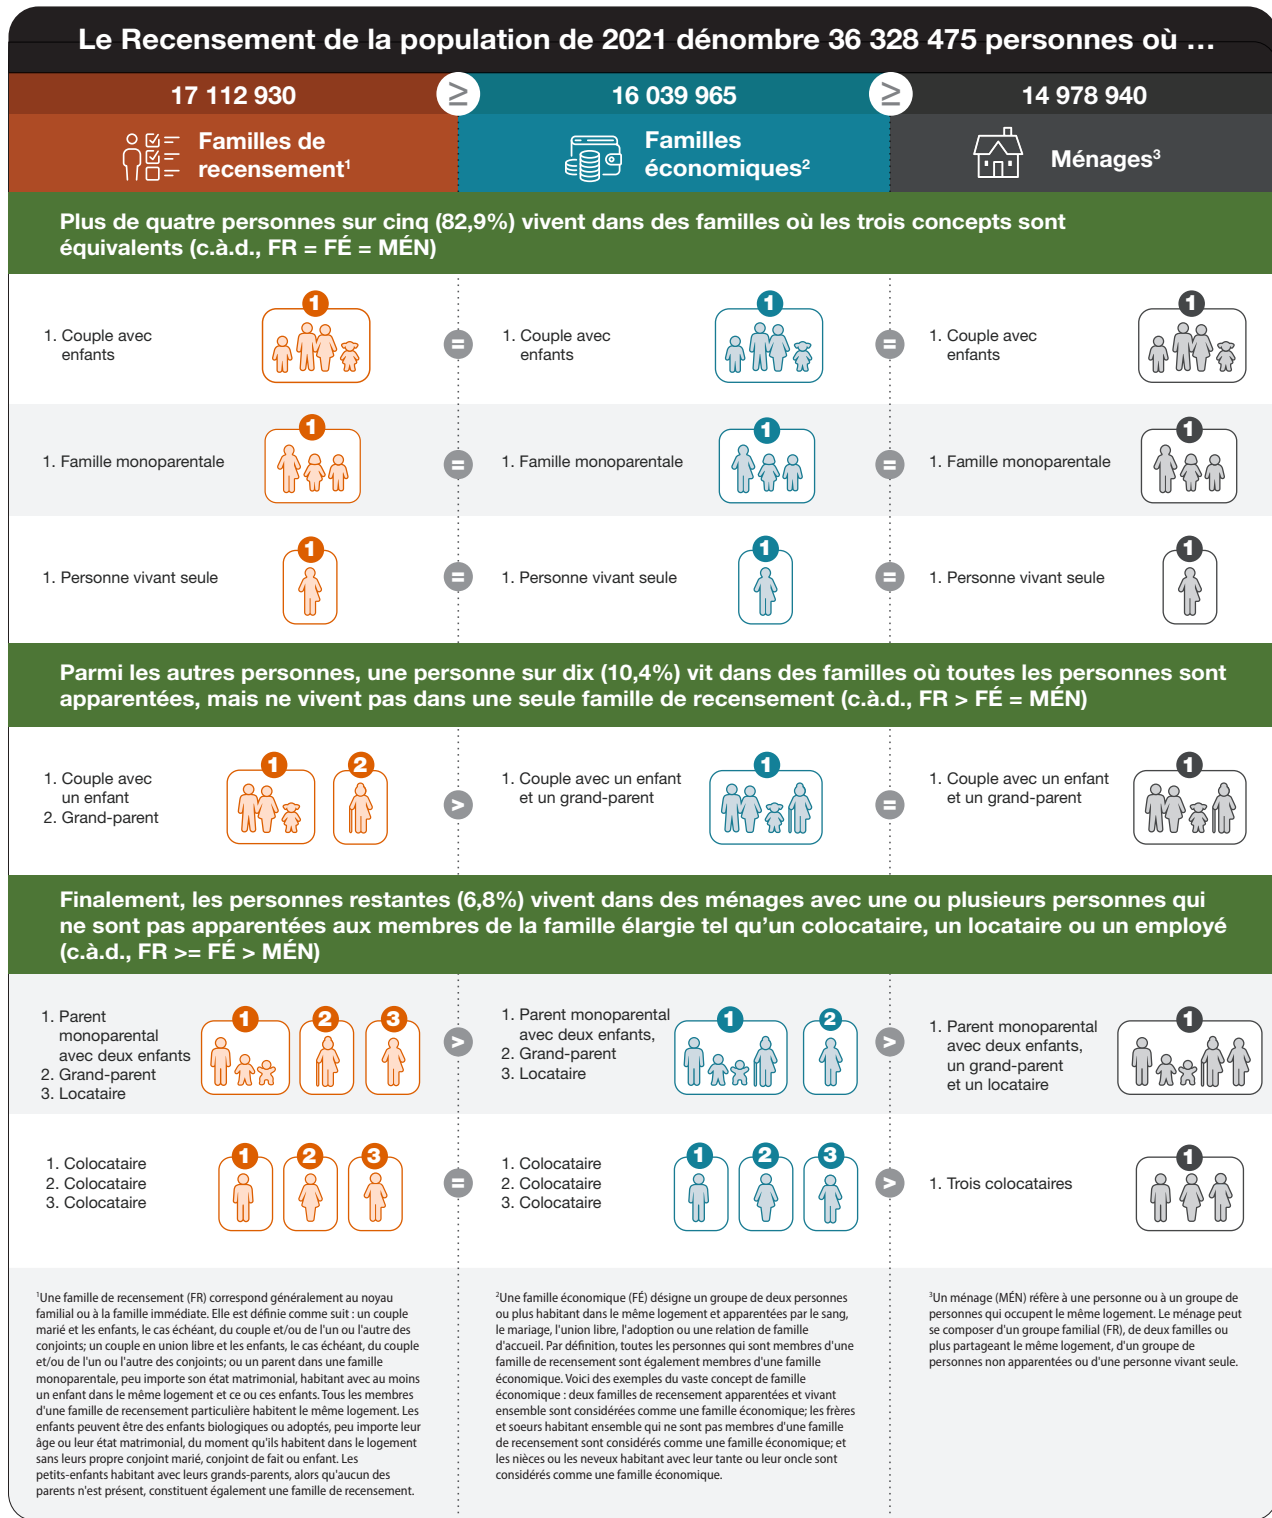 Le Recensement de la population de 2021 dénombre 36 328 475 personnes où ...
17 112 930
≥
16 039 965
≥
14 978 940
Familles de
recensement¹
Familles
économiques²
Ménages³
Plus de quatre personnes sur cinq (82,9%) vivent dans des familles où les trois concepts sont
équivalents (c.à.d., FR = FÉ = MÉN)
1. Couple avec
enfants
1
=
1. Couple avec
enfants
1
=
1. Couple avec
enfants
1
1. Famille monoparentale
1
=
1. Famille monoparentale
1
=
1. Famille monoparentale
1
1. Personne vivant seule
1
=
1. Personne vivant seule
1
=
1. Personne vivant seule
1
Parmi les autres personnes, une personne sur dix (10,4%) vit dans des familles où toutes les personnes sont
apparentées, mais ne vivent pas dans une seule famille de recensement (c.à.d., FR > FÉ = MÉN)
1. Couple avec
un enfant
2. Grand-parent
1
2
>
1. Couple avec un enfant
et un grand-parent
1
=
1. Couple avec un enfant
et un grand-parent
1
Finalement, les personnes restantes (6,8%) vivent dans des ménages avec une ou plusieurs personnes qui
ne sont pas apparentées aux membres de la famille élargie tel qu'un colocataire, un locataire ou un employé
(c.à.d., FR >= FÉ > MÉN)
1. Parent
monoparental
avec deux enfants
2. Grand-parent
3. Locataire
1
2
3
>
1. Parent monoparental
avec deux enfants,
2. Grand-parent
3. Locataire
1
2
>
1. Parent monoparental
avec deux enfants,
un grand-parent
et un locataire
1
1. Colocataire
2. Colocataire
3. Colocataire
1
2
3
=
1. Colocataire
2. Colocataire
3. Colocataire
1
2
3
>
1. Trois colocataires
1
¹Une famille de recensement (FR) correspond généralement au noyau
familial ou à la famille immédiate. Elle est définie comme suit : un couple
marié et les enfants, le cas échéant, du couple et/ou de l'un ou l'autre des
conjoints; un couple en union libre et les enfants, le cas échéant, du couple
et/ou de l'un ou l'autre des conjoints; ou un parent dans une famille
monoparentale, peu importe son état matrimonial, habitant avec au moins
un enfant dans le même logement et ce ou ces enfants. Tous les membres
d'une famille de recensement particulière habitent le même logement. Les
enfants peuvent être des enfants biologiques ou adoptés, peu importe leur
âge ou leur état matrimonial, du moment qu'ils habitent dans le logement
sans leurs propre conjoint marié, conjoint de fait ou enfant. Les
petits-enfants habitant avec leurs grands-parents, alors qu'aucun des
parents n'est présent, constituent également une famille de recensement.
²Une famille économique (FÉ) désigne un groupe de deux personnes
ou plus habitant dans le même logement et apparentées par le sang,
le mariage, l'union libre, l'adoption ou une relation de famille
d'accueil. Par définition, toutes les personnes qui sont membres d'une
famille de recensement sont également membres d'une famille
économique. Voici des exemples du vaste concept de famille
économique : deux familles de recensement apparentées et vivant
ensemble sont considérées comme une famille économique; les frères
et soeurs habitant ensemble qui ne sont pas membres d'une famille
de recensement sont considérés comme une famille économique; et
les nièces ou les neveux habitant avec leur tante ou leur oncle sont
considérés comme une famille économique.
³Un ménage (MÉN) réfère à une personne ou à un groupe de
personnes qui occupent le même logement. Le ménage peut
se composer d'un groupe familial (FR), de deux familles ou
plus partageant le même logement, d'un groupe de
personnes non apparentées ou d'une personne vivant seule.